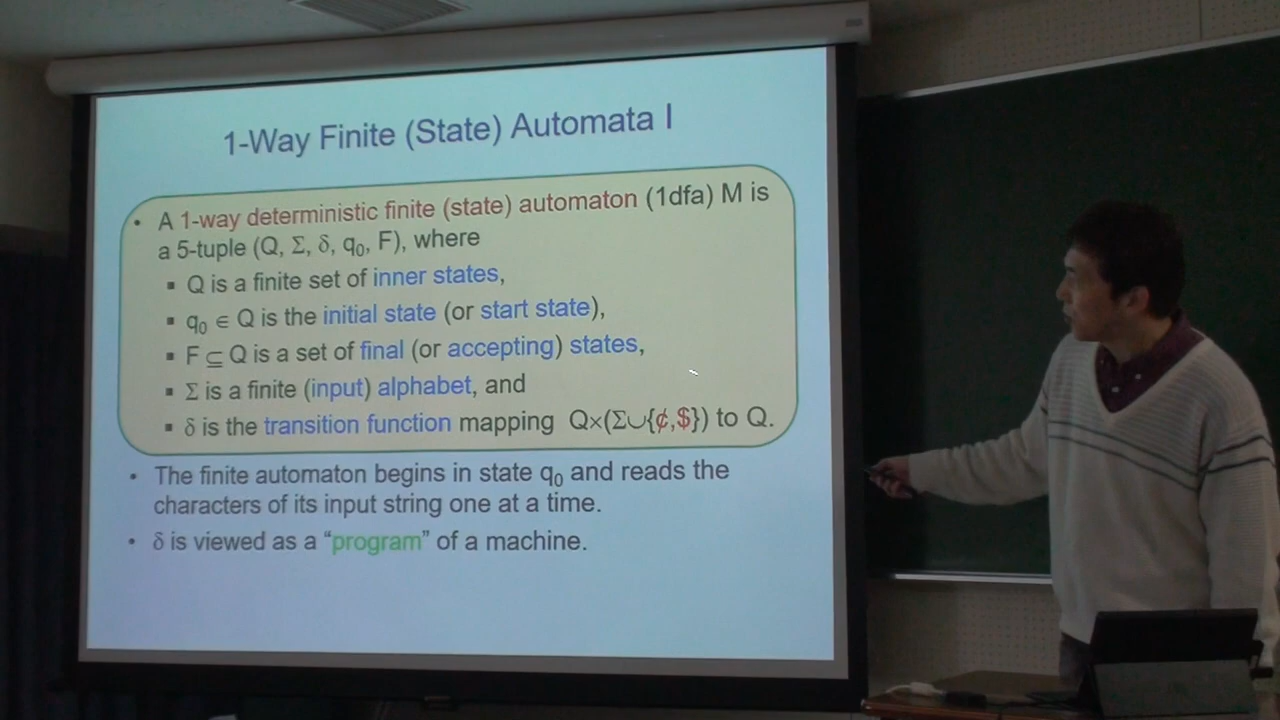 1-Way Finite (State) Automata I
• A 1-way deterministic finite (state) automaton (1dfa) M is
a 5-tuple (Q, Σ, δ, q₀, F), where
▪ Q is a finite set of inner states,
▪ q₀ ∈ Q is the initial state (or start state),
▪ F ⊆ Q is a set of final (or accepting) states,
▪ Σ is a finite (input) alphabet, and
▪ δ is the transition function mapping Q×(Σ∪{¢,$}) to Q.
• The finite automaton begins in state q₀ and reads the
characters of its input string one at a time.
• δ is viewed as a “program” of a machine.